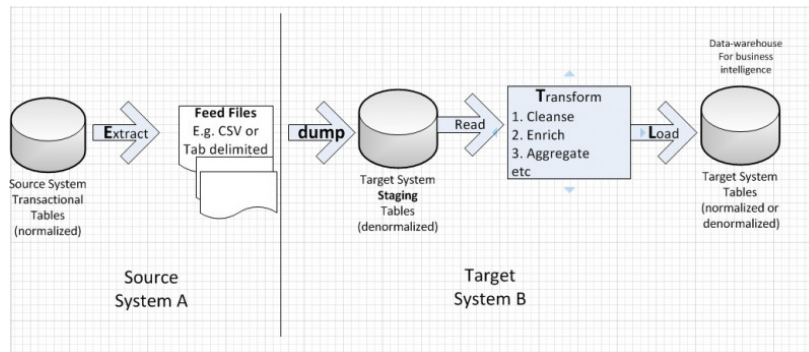 Data-warehouse
For business
intelligence
Extract
Feed Files
E.g. CSV or
Tab delimited
dump
Read
Transform
1. Cleanse
2. Enrich
3. Aggregate
etc
Load
Source System
Transactional
Tables
(normalized)
Target System
Staging
Tables
(denormalized)
Target System
Tables
(normalized or
denormalized)
Source
System A
Target
System B